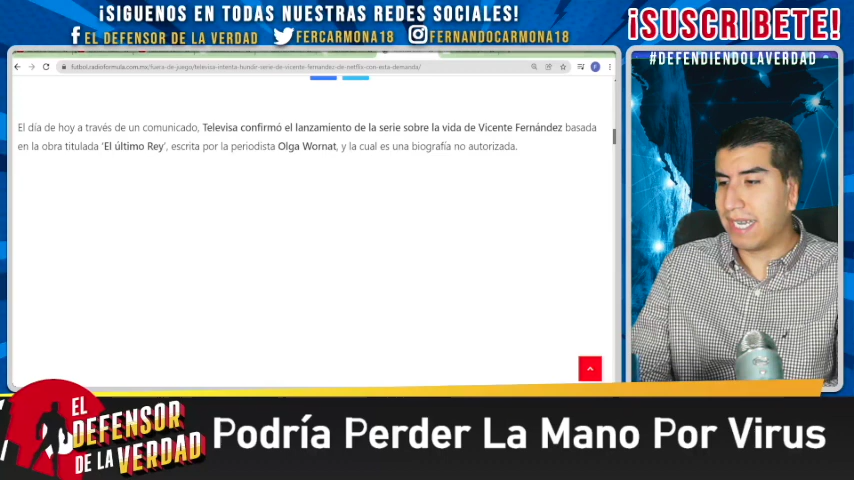 ¡SIGUENOS EN TODAS NUESTRAS REDES SOCIALES!
EL DEFENSOR DE LA VERDAD
FERCARMONA18
FERNANDOCARMONA18
¡SUSCRIBETE!
#DEFENDIENDOLAVERDAD
futbol.radioformula.com.mx/fuera-de-juego/televisa-intenta-hundir-serie-de-vicente-fernandez-de-netflix-con-esta-demanda/
El día de hoy a través de un comunicado, Televisa confirmó el lanzamiento de la serie sobre la vida de Vicente Fernández basada
en la obra titulada ‘El último Rey’, escrita por la periodista Olga Wornat, y la cual es una biografía no autorizada.
EL
DEFENSOR
DE LA VERDAD
Podría Perder La Mano Por Virus